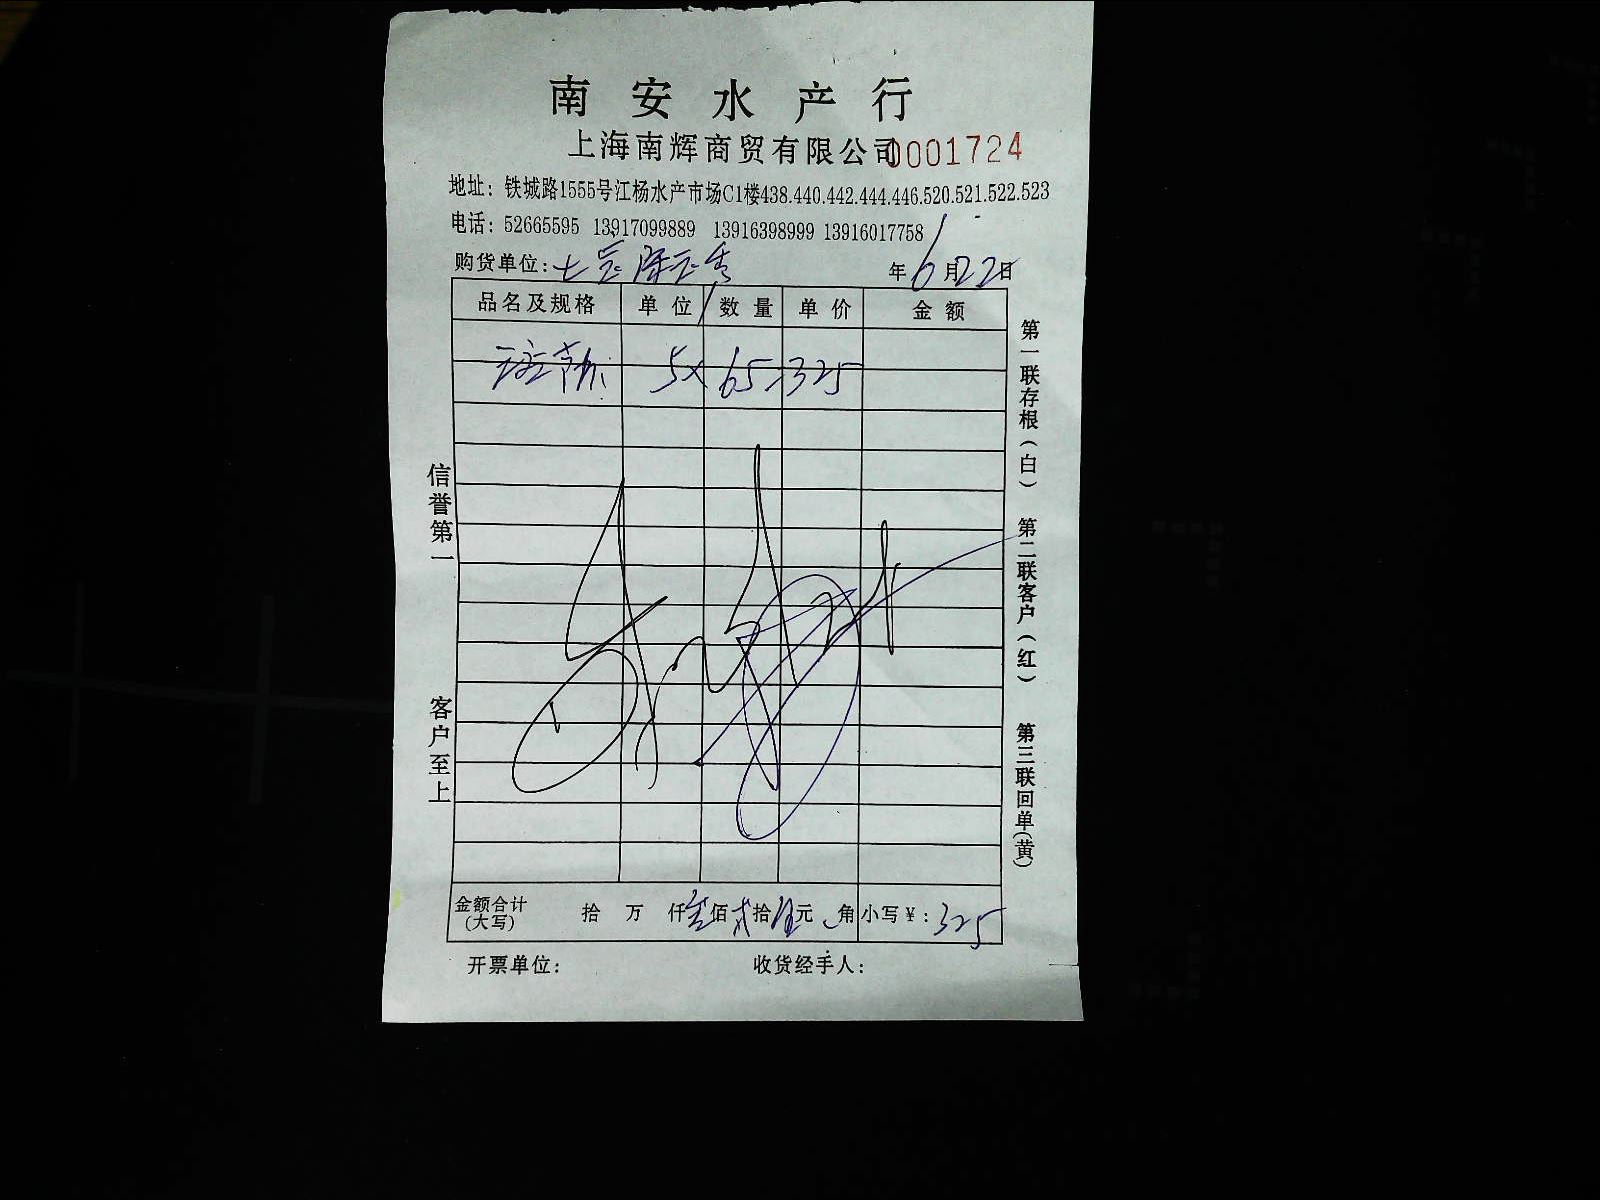 南安水产行
上海南辉商贸有限公司 0001724
地址：铁城路1555号江杨水产市场C1楼438.440.442.444.446.520.521.522.523
电话：52665595 13917099889 13916398999 13916017758
购货单位： 年6月22日
品名及规格 单位 数量 单价 金额
5×65=325
信誉第一
客户至上
第一联存根（白）
第二联客户（红）
第三联回单（黄）
金额合计（大写） 拾 万 仟叁佰贰拾伍元 角 小写￥：325
开票单位： 收货经手人：